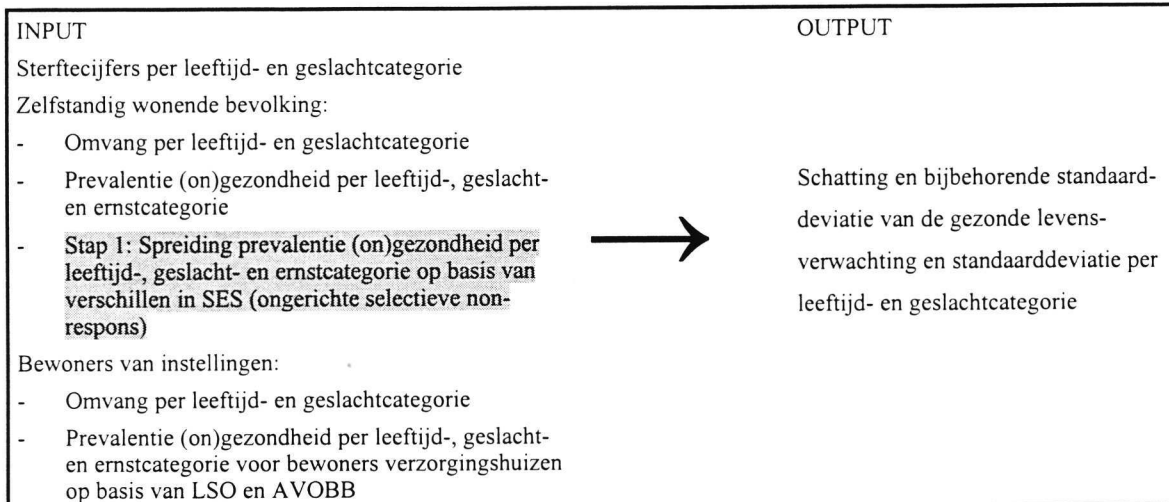 INPUT
Sterftecijfers per leeftijd- en geslachtcategorie
Zelfstandig wonende bevolking:
- Omvang per leeftijd- en geslachtcategorie
- Prevalentie (on)gezondheid per leeftijd-, geslacht-
en ernstcategorie
- Stap 1: Spreiding prevalentie (on)gezondheid per
leeftijd-, geslacht- en ernstcategorie op basis van
verschillen in SES (ongerichte selectieve non-
respons)
Bewoners van instellingen:
- Omvang per leeftijd- en geslachtcategorie
- Prevalentie (on)gezondheid per leeftijd-, geslacht-
en ernstcategorie voor bewoners verzorgingshuizen
op basis van LSO en AVOBB
OUTPUT
Schatting en bijbehorende standaard-
deviatie van de gezonde levens-
verwachting en standaarddeviatie per
leeftijd- en geslachtcategorie